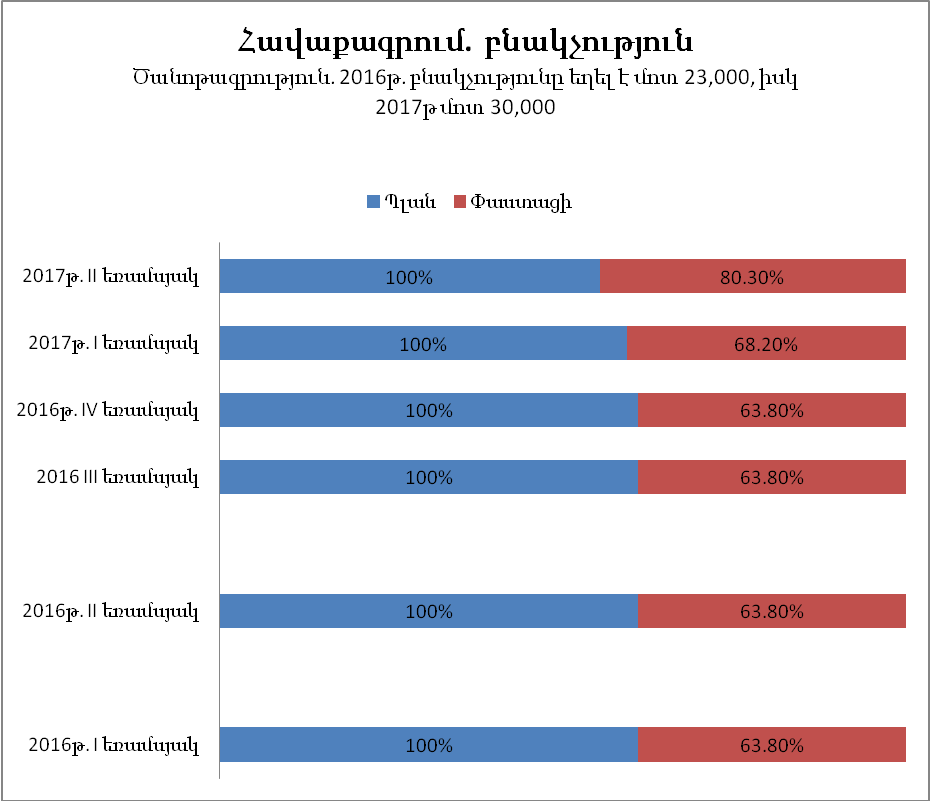 Հավաքագրում. բնակչություն
Ծանոթագրություն. 2016թ. բնակչությունը եղել է մոտ 23,000, իսկ
2017թ մոտ 30,000
Պլան Փաստացի
2017թ. II եռամսյակ 100% 80.30%
2017թ. I եռամսյակ 100% 68.20%
2016թ. IV եռամսյակ 100% 63.80%
2016 III եռամսյակ 100% 63.80%
2016թ. II եռամսյակ 100% 63.80%
2016թ. I եռամսյակ 100% 63.80%